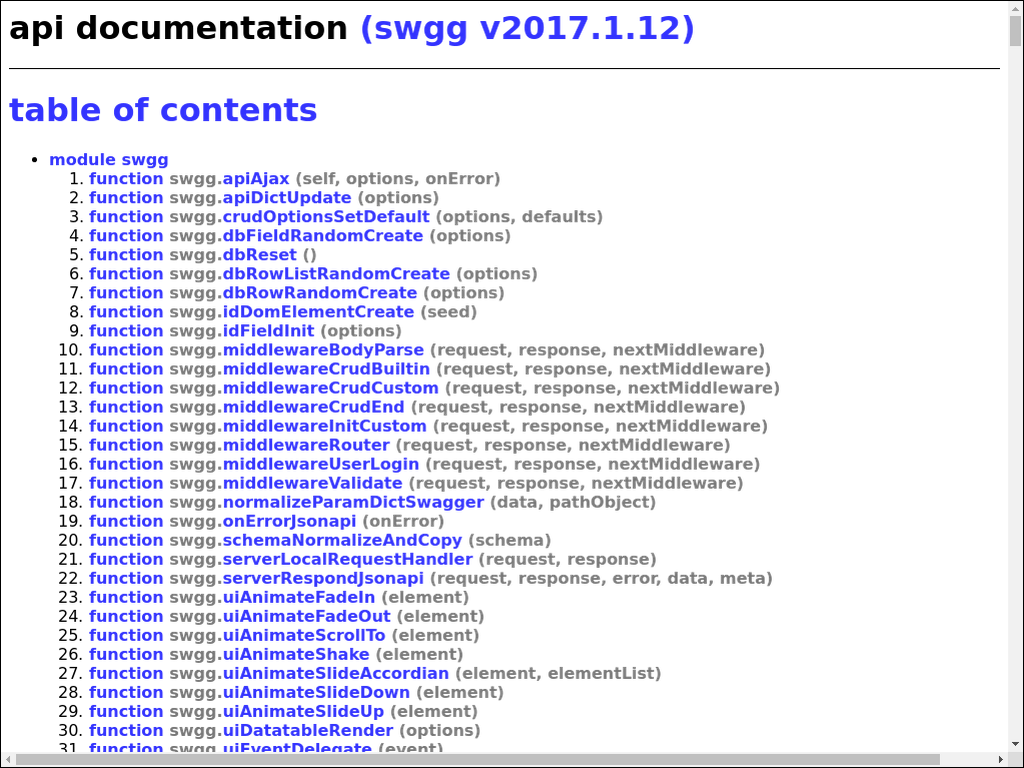 api documentation (swgg v2017.1.12)
table of contents
• module swgg
1. function swgg.apiAjax (self, options, onError)
2. function swgg.apiDictUpdate (options)
3. function swgg.crudOptionsSetDefault (options, defaults)
4. function swgg.dbFieldRandomCreate (options)
5. function swgg.dbReset ()
6. function swgg.dbRowListRandomCreate (options)
7. function swgg.dbRowRandomCreate (options)
8. function swgg.idDomElementCreate (seed)
9. function swgg.idFieldInit (options)
10. function swgg.middlewareBodyParse (request, response, nextMiddleware)
11. function swgg.middlewareCrudBuiltin (request, response, nextMiddleware)
12. function swgg.middlewareCrudCustom (request, response, nextMiddleware)
13. function swgg.middlewareCrudEnd (request, response, nextMiddleware)
14. function swgg.middlewareInitCustom (request, response, nextMiddleware)
15. function swgg.middlewareRouter (request, response, nextMiddleware)
16. function swgg.middlewareUserLogin (request, response, nextMiddleware)
17. function swgg.middlewareValidate (request, response, nextMiddleware)
18. function swgg.normalizeParamDictSwagger (data, pathObject)
19. function swgg.onErrorJsonapi (onError)
20. function swgg.schemaNormalizeAndCopy (schema)
21. function swgg.serverLocalRequestHandler (request, response)
22. function swgg.serverRespondJsonapi (request, response, error, data, meta)
23. function swgg.uiAnimateFadeIn (element)
24. function swgg.uiAnimateFadeOut (element)
25. function swgg.uiAnimateScrollTo (element)
26. function swgg.uiAnimateShake (element)
27. function swgg.uiAnimateSlideAccordian (element, elementList)
28. function swgg.uiAnimateSlideDown (element)
29. function swgg.uiAnimateSlideUp (element)
30. function swgg.uiDatatableRender (options)
31. function swgg.uiEventDelegate (event)